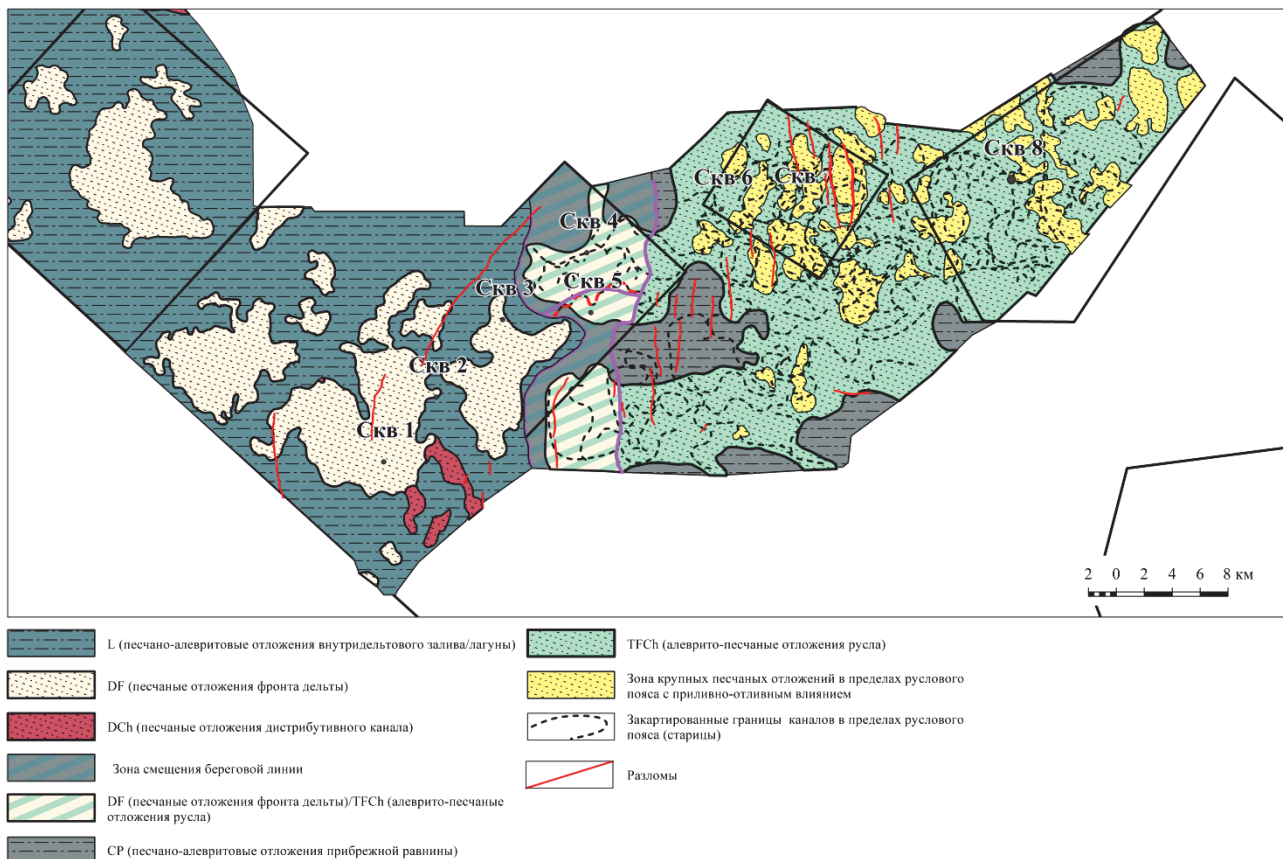 Скв 8
Скв 6
Скв 7
Скв 4
Скв 3
Скв 5
Скв 2
Скв 1
2 0 2 4 6 8 км
L (песчано-алевритовые отложения внутридельтового залива/лагуны)
DF (песчаные отложения фронта дельты)
DCh (песчаные отложения дистрибутивного канала)
Зона смещения береговой линии
DF (песчаные отложения фронта дельты)/TFCh (алеврито-песчаные
отложения русла)
CP (песчано-алевритовые отложения прибрежной равнины)
TFCh (алеврито-песчаные отложения русла)
Зона крупных песчаных отложений в пределах руслового
пояса с приливно-отливным влиянием
Закартированные границы каналов в пределах руслового
пояса (старицы)
Разломы